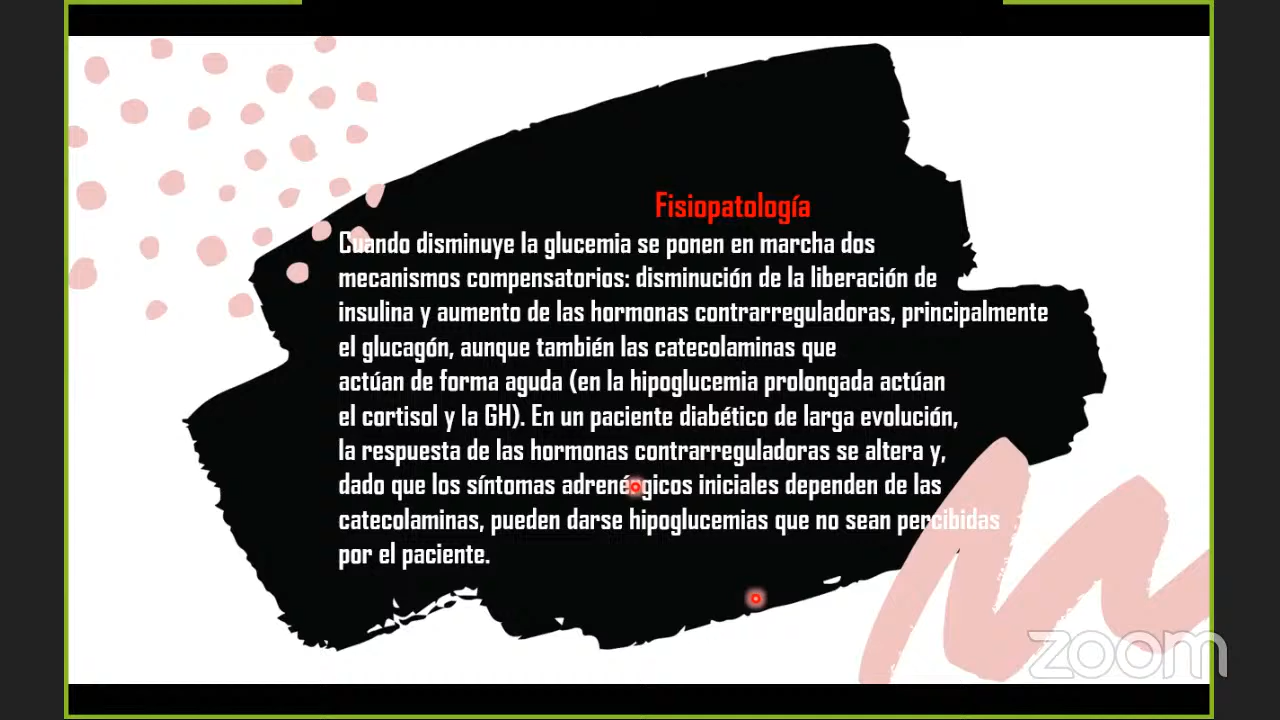 Fisiopatología
Cuando disminuye la glucemia se ponen en marcha dos
mecanismos compensatorios: disminución de la liberación de
insulina y aumento de las hormonas contrarreguladoras, principalmente
el glucagón, aunque también las catecolaminas que
actúan de forma aguda (en la hipoglucemia prolongada actúan
el cortisol y la GH). En un paciente diabético de larga evolución,
la respuesta de las hormonas contrarreguladoras se altera y,
dado que los síntomas adrenérgicos iniciales dependen de las
catecolaminas, pueden darse hipoglucemias que no sean percibidas
por el paciente.
zoom